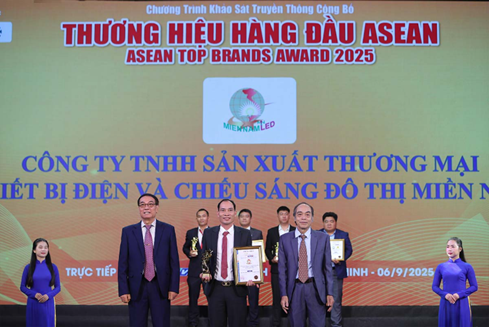 Chương Trình Khảo Sát Truyền Thông Công Bố
THƯƠNG HIỆU HÀNG ĐẦU ASEAN
ASEAN TOP BRANDS AWARD 2025
MIENNAMLED
CÔNG TY TNHH SẢN XUẤT THƯƠNG MẠI
IẾT BỊ ĐIỆN VÀ CHIẾU SÁNG ĐÔ THỊ MIỀN N
TRỰC TIẾP
MINH - 06/9/2025